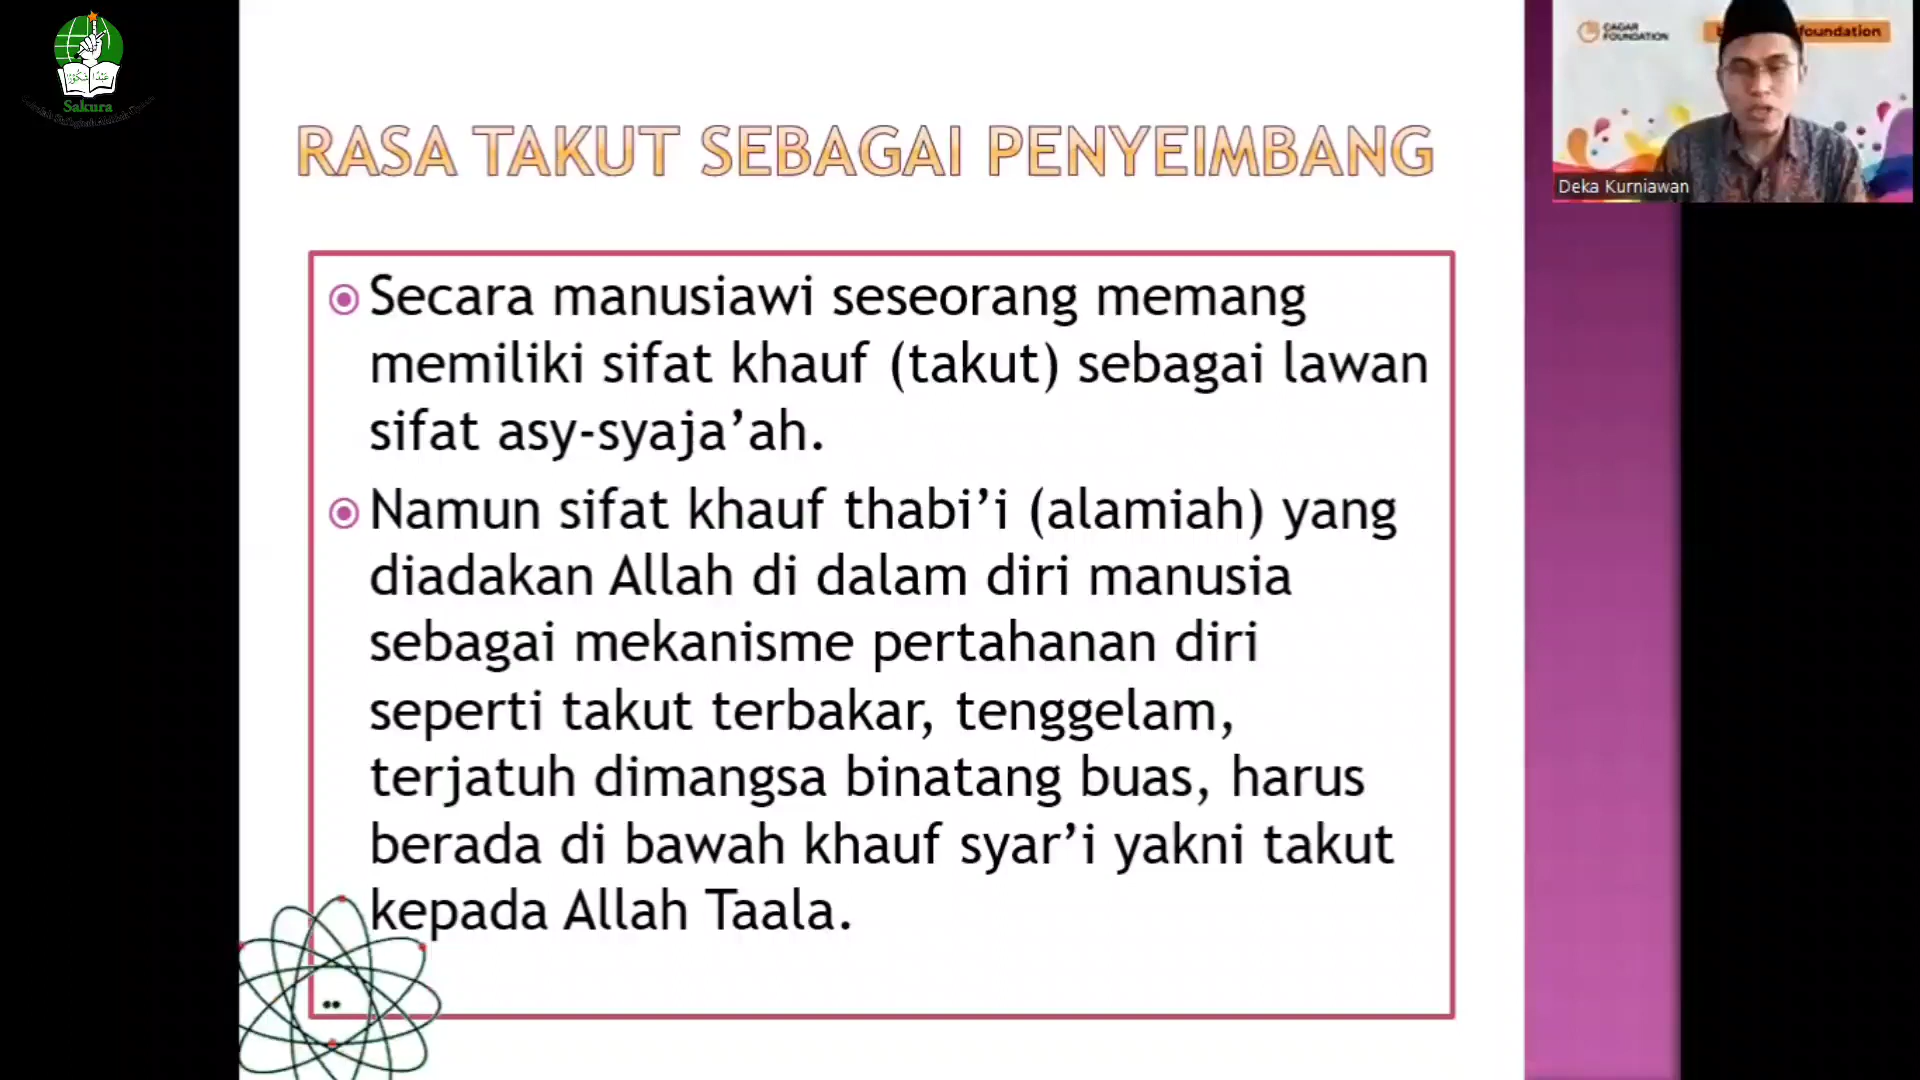 Sakura
RASA TAKUT SEBAGAI PENYEIMBANG
Secara manusiawi seseorang memang
memiliki sifat khauf (takut) sebagai lawan
sifat asy-syaja’ah.
Namun sifat khauf thabi’i (alamiah) yang
diadakan Allah di dalam diri manusia
sebagai mekanisme pertahanan diri
seperti takut terbakar, tenggelam,
terjatuh dimangsa binatang buas, harus
berada di bawah khauf syar’i yakni takut
kepada Allah Taala.
CAGAR
FOUNDATION
foundation
Deka Kurniawan